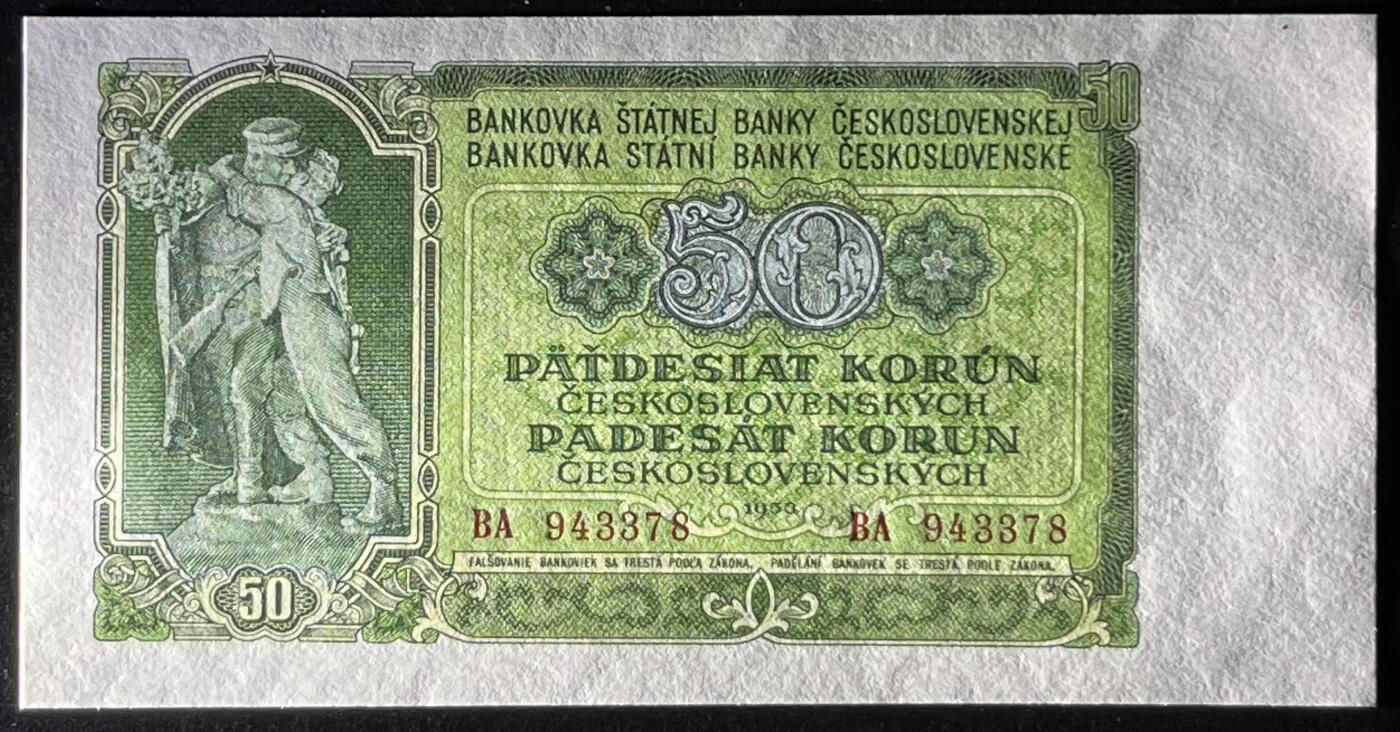 50
BANKOVKA ŠTÁTNEJ BANKY ČESKOSLOVENSKEJ
BANKOVKA STÁTNÍ BANKY ČESKOSLOVENSKÉ
50
PÄŤDESIAT KORÚN
ČESKOSLOVENSKÝCH
PADESÁT KORUN
ČESKOSLOVENSKÝCH
1953
BA 943378 BA 943378
FALŠOVANIE BANKOVIEK SA TRESTÁ PODĽA ZÁKONA. PADĚLÁNÍ BANKOVEK SE TRESTÁ PODLE ZÁKONA.
50